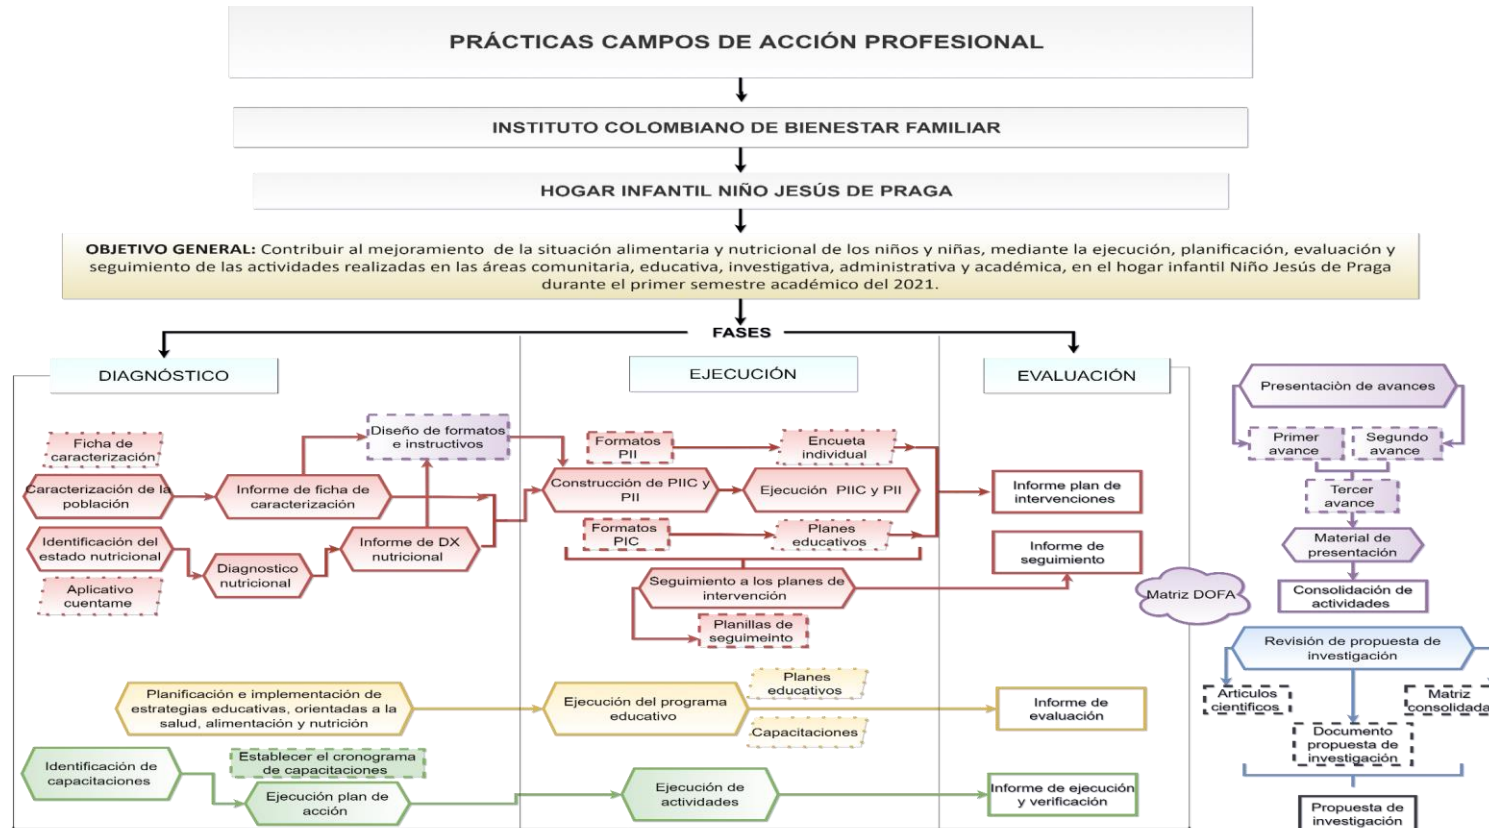 PRÁCTICAS CAMPOS DE ACCIÓN PROFESIONAL
INSTITUTO COLOMBIANO DE BIENESTAR FAMILIAR
HOGAR INFANTIL NIÑO JESÚS DE PRAGA
OBJETIVO GENERAL: Contribuir al mejoramiento de la situación alimentaria y nutricional de los niños y niñas, mediante la ejecución, planificación, evaluación y
seguimiento de las actividades realizadas en las áreas comunitaria, educativa, investigativa, administrativa y académica, en el hogar infantil Niño Jesús de Praga
durante el primer semestre académico del 2021.
FASES
DIAGNÓSTICO
EJECUCIÓN
EVALUACIÓN
Ficha de
caracterización
Diseño de formatos
e instructivos
Caracterización de la
población
Informe de ficha de
caracterización
Identificación del
estado nutricional
Diagnostico
nutricional
Informe de DX
nutricional
Aplicativo
cuentame
Formatos
PII
Encueta
individual
Construcción de PIIC y
PII
Ejecución PIIC y PII
Formatos
PIC
Planes
educativos
Seguimiento a los planes de
intervención
Planillas de
seguimeinto
Informe plan de
intervenciones
Informe de
seguimiento
Matriz DOFA
Planificación e implementación de
estrategias educativas, orientadas a la
salud, alimentación y nutrición
Ejecución del programa
educativo
Planes
educativos
Capacitaciones
Informe de
evaluación
Identificación de
capacitaciones
Establecer el cronograma
de capacitaciones
Ejecución plan de
acción
Ejecución de
actividades
Informe de ejecución
y verificación
Presentaciòn de avances
Primer
avance
Segundo
avance
Tercer
avance
Material de
presentación
Consolidación de
actividades
Revisión de propuesta de
investigación
Articulos
científicos
Matriz
consolidada
Documento
propuesta de
investigación
Propuesta de
investigación